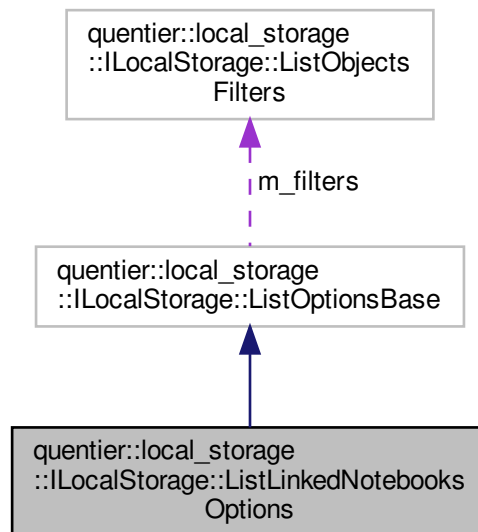 quentier::local_storage
::ILocalStorage::ListObjects
Filters
m_filters
quentier::local_storage
::ILocalStorage::ListOptionsBase
quentier::local_storage
::ILocalStorage::ListLinkedNotebooks
Options